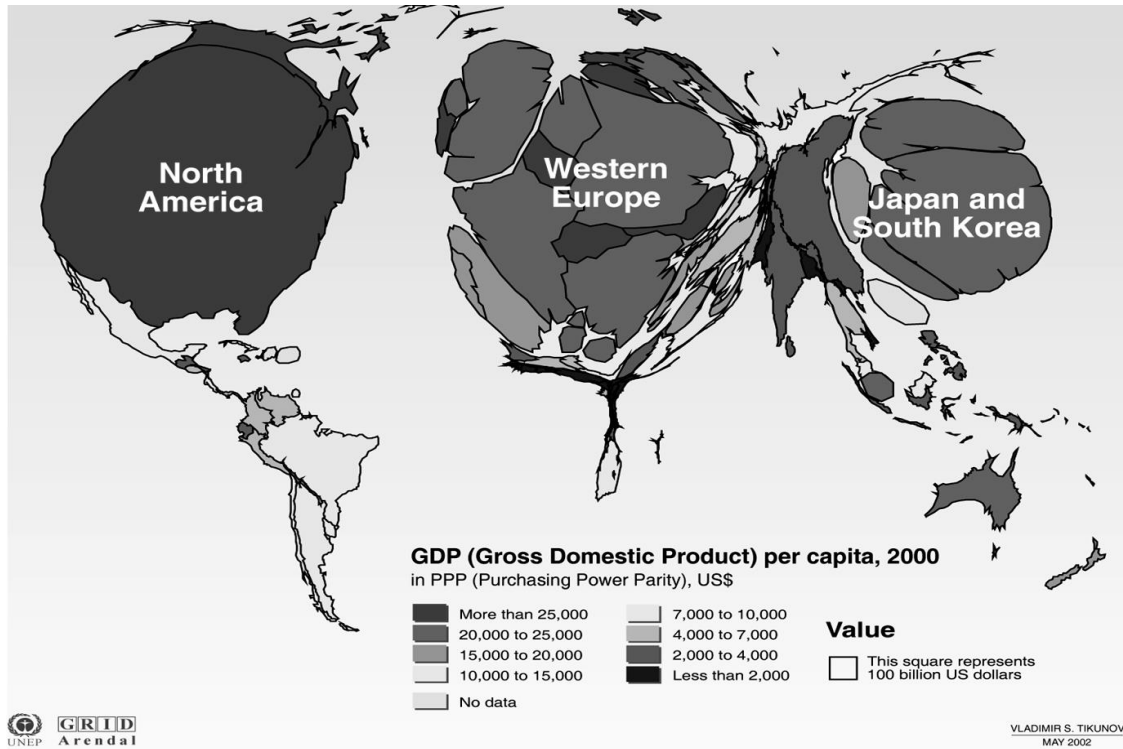 North
America
Western
Europe
Japan and
South Korea
GDP (Gross Domestic Product) per capita, 2000
in PPP (Purchasing Power Parity), US$
More than 25,000
20,000 to 25,000
15,000 to 20,000
10,000 to 15,000
No data
7,000 to 10,000
4,000 to 7,000
2,000 to 4,000
Less than 2,000
Value
This square represents
100 billion US dollars
UNEP
GRID
Arendal
VLADIMIR S. TIKUNOV
MAY 2002